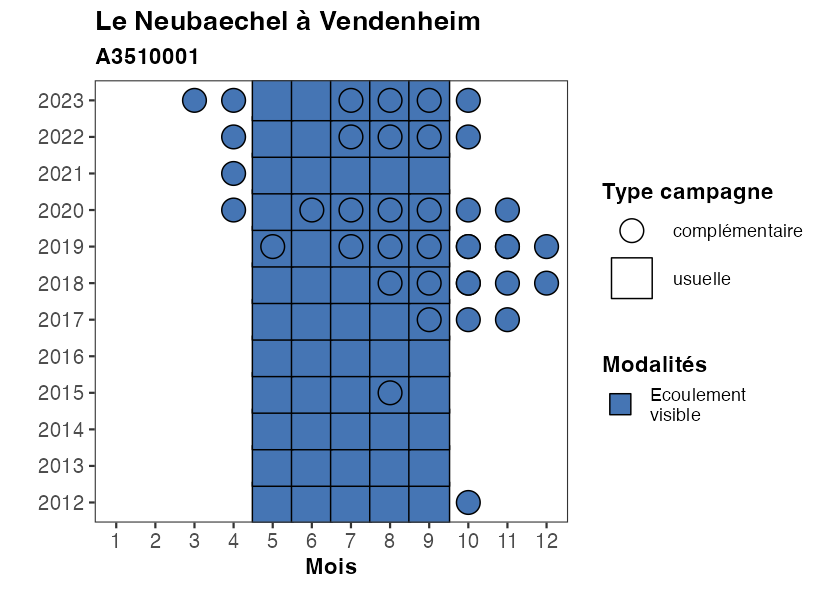 Le Neubaechel à Vendenheim
A3510001
2023
2022
2021
2020
2019
2018
2017
2016
2015
2014
2013
2012
1 2 3 4 5 6 7 8 9 10 11 12
Mois
Type campagne
complémentaire
usuelle
Modalités
Ecoulement
visible